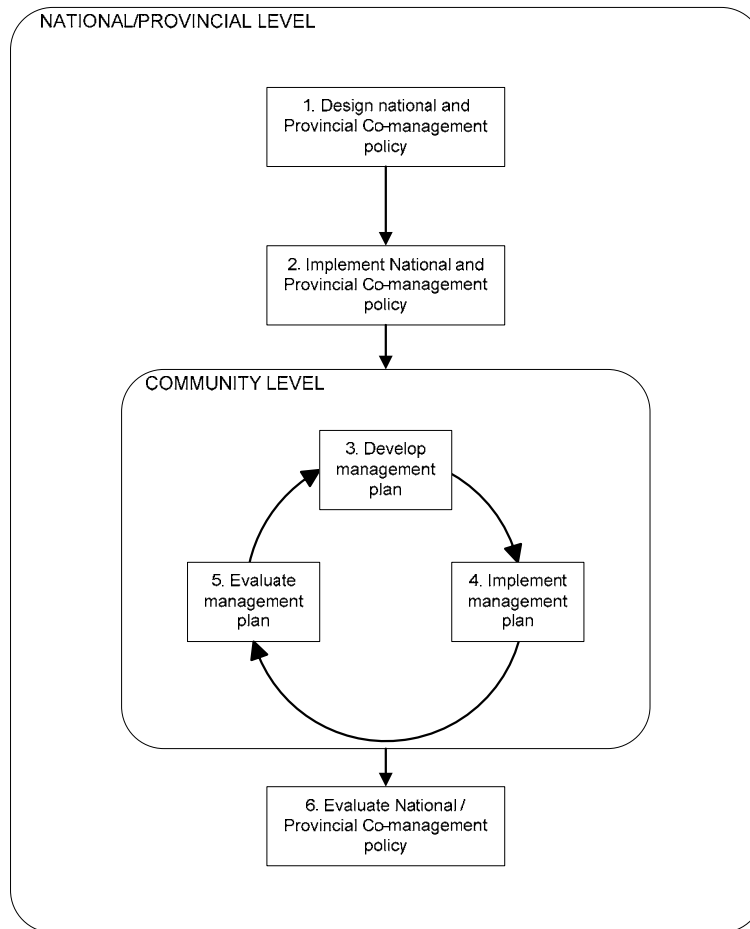 NATIONAL/PROVINCIAL LEVEL
1. Design national and
Provincial Co-management
policy
2. Implement National and
Provincial Co-management
policy
COMMUNITY LEVEL
3. Develop
management
plan
5. Evaluate
management
plan
4. Implement
management
plan
6. Evaluate National /
Provincial Co-management
policy